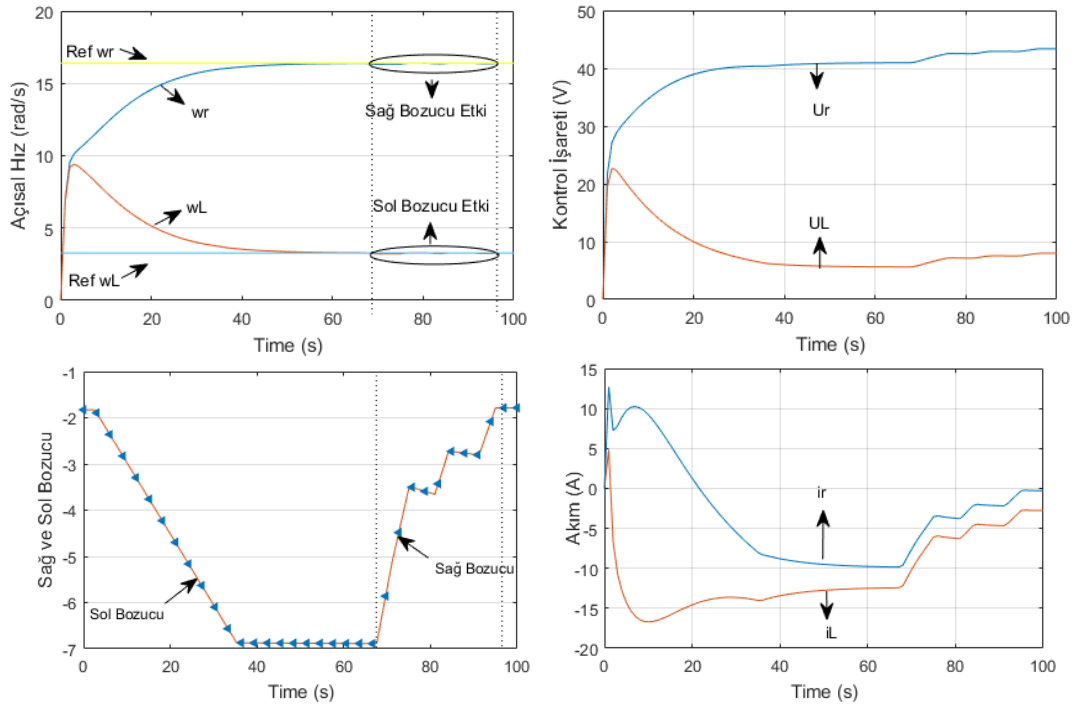 20
15
10
5
0
Açısal Hız (rad/s)
Ref wr
wr
Sağ Bozucu Etki
wL
Sol Bozucu Etki
Ref wL
0
20
40
60
80
100
Time (s)
50
40
30
20
10
0
Kontrol İşareti (V)
Ur
UL
0
20
40
60
80
100
Time (s)
-1
-2
-3
-4
-5
-6
-7
Sağ ve Sol Bozucu
Sol Bozucu
Sağ Bozucu
0
20
40
60
80
100
Time (s)
15
10
5
0
-5
-10
-15
-20
Akım (A)
ir
iL
0
20
40
60
80
100
Time (s)